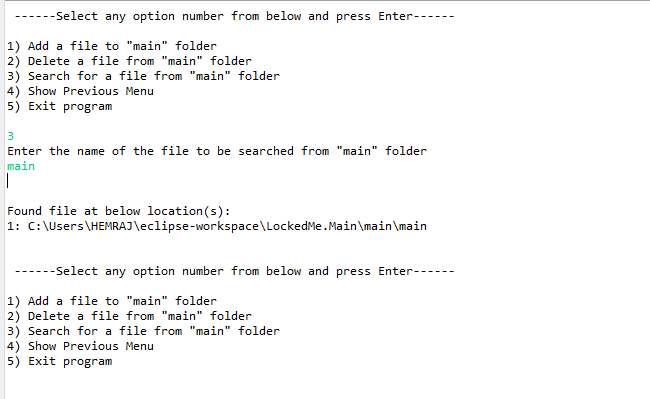 ------Select any option number from below and press Enter------
1) Add a file to "main" folder
2) Delete a file from "main" folder
3) Search for a file from "main" folder
4) Show Previous Menu
5) Exit program
3
Enter the name of the file to be searched from "main" folder
main
Found file at below location(s):
1: C:\Users\HEMRAJ\eclipse-workspace\LockedMe.Main\main\main
------Select any option number from below and press Enter------
1) Add a file to "main" folder
2) Delete a file from "main" folder
3) Search for a file from "main" folder
4) Show Previous Menu
5) Exit program